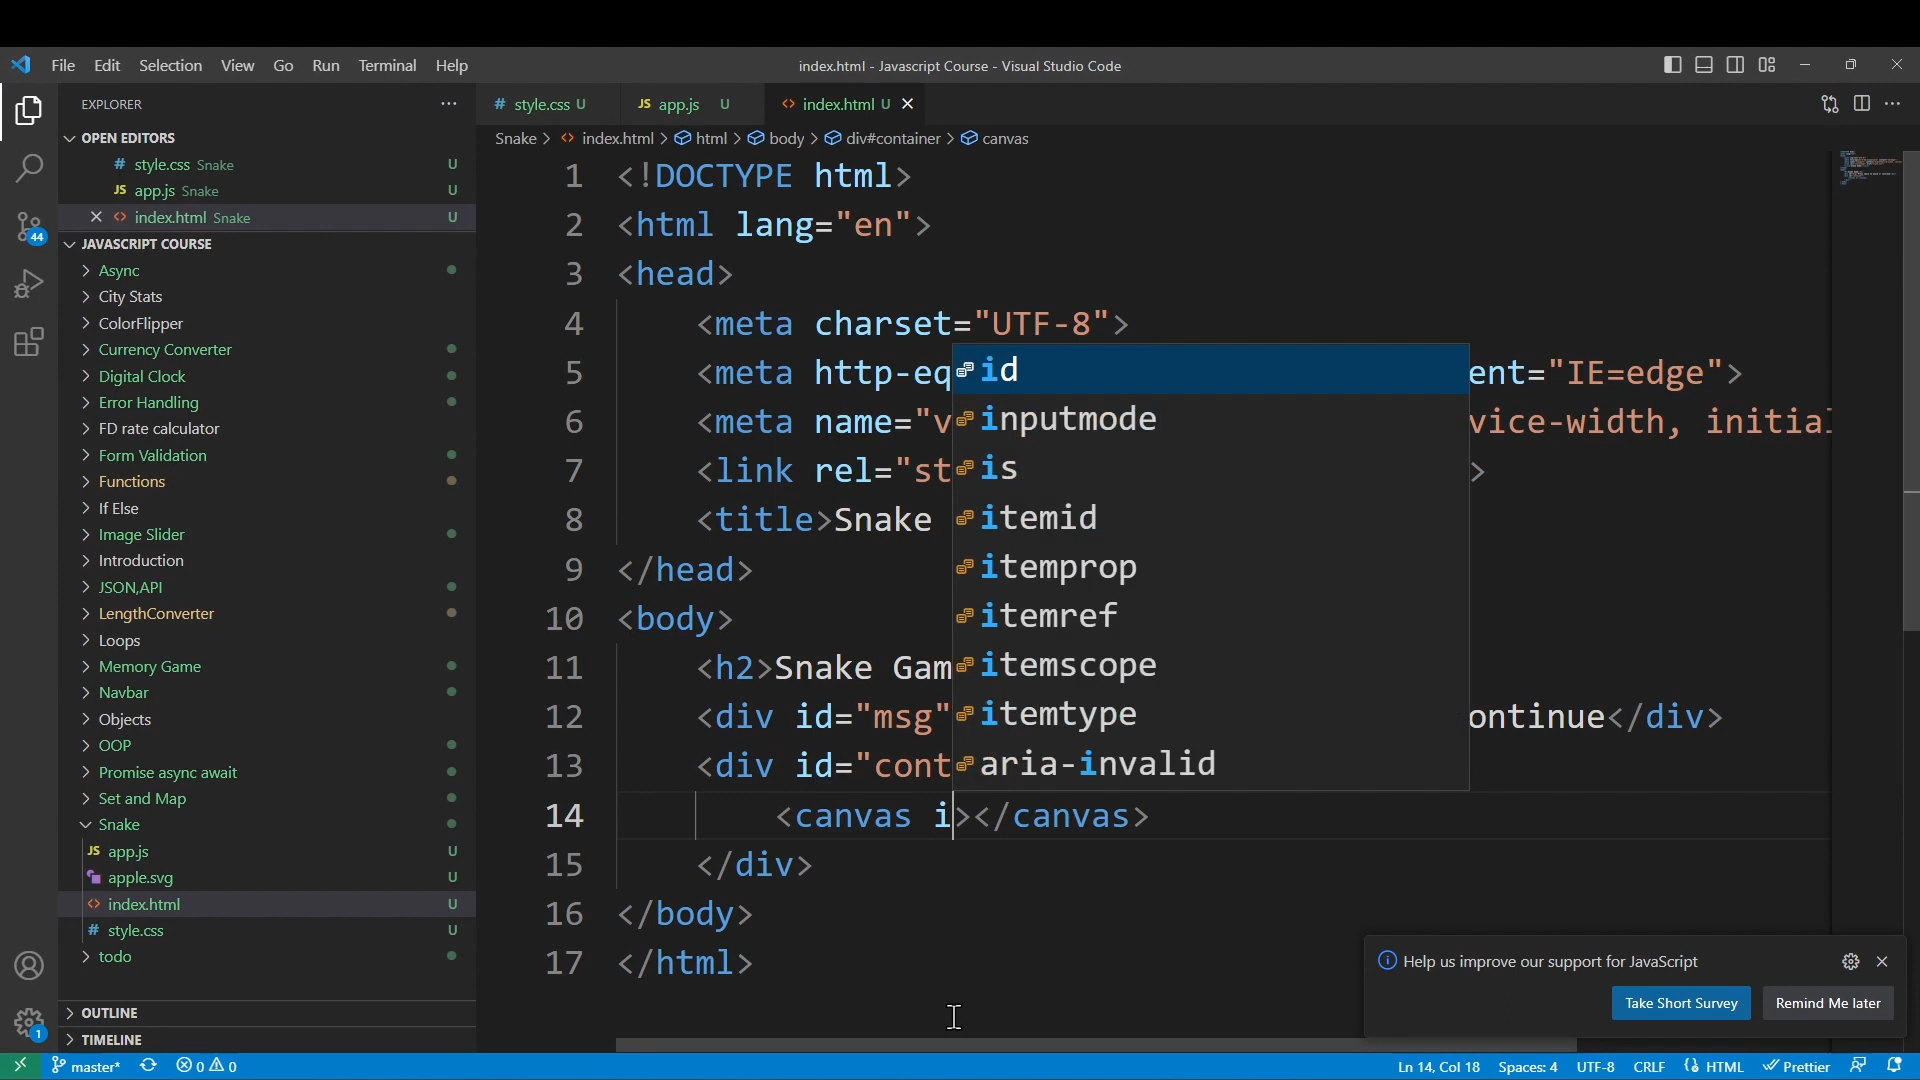 File Edit Selection View Go Run Terminal Help
index.html - Javascript Course - Visual Studio Code
EXPLORER
OPEN EDITORS
# style.css Snake U
JS app.js Snake U
index.html Snake U
JAVASCRIPT COURSE
Async
City Stats
ColorFlipper
Currency Converter
Digital Clock
Error Handling
FD rate calculator
Form Validation
Functions
If Else
Image Slider
Introduction
JSON,API
LengthConverter
Loops
Memory Game
Navbar
Objects
OOP
Promise async await
Set and Map
Snake
JS app.js U
apple.svg U
index.html U
# style.css U
todo
OUTLINE
TIMELINE
44
1
# style.css U
JS app.js U
<> index.html U
Snake > index.html > html > body > div#container > canvas
1 <!DOCTYPE html>
2 <html lang="en">
3 <head>
4 <meta charset="UTF-8">
5 <meta http-eq ent="IE=edge">
6 <meta name="v vice-width, initial
7 <link rel="st >
8 <title>Snake
9 </head>
10 <body>
11 <h2>Snake Gam
12 <div id="msg" ontinue</div>
13 <div id="cont
14 <canvas i></canvas>
15 </div>
16 </body>
17 </html>
id
inputmode
is
itemid
itemprop
itemref
itemscope
itemtype
aria-invalid
Help us improve our support for JavaScript
Take Short Survey
Remind Me later
master* 0 0
Ln 14, Col 18 Spaces: 4 UTF-8 CRLF HTML Prettier